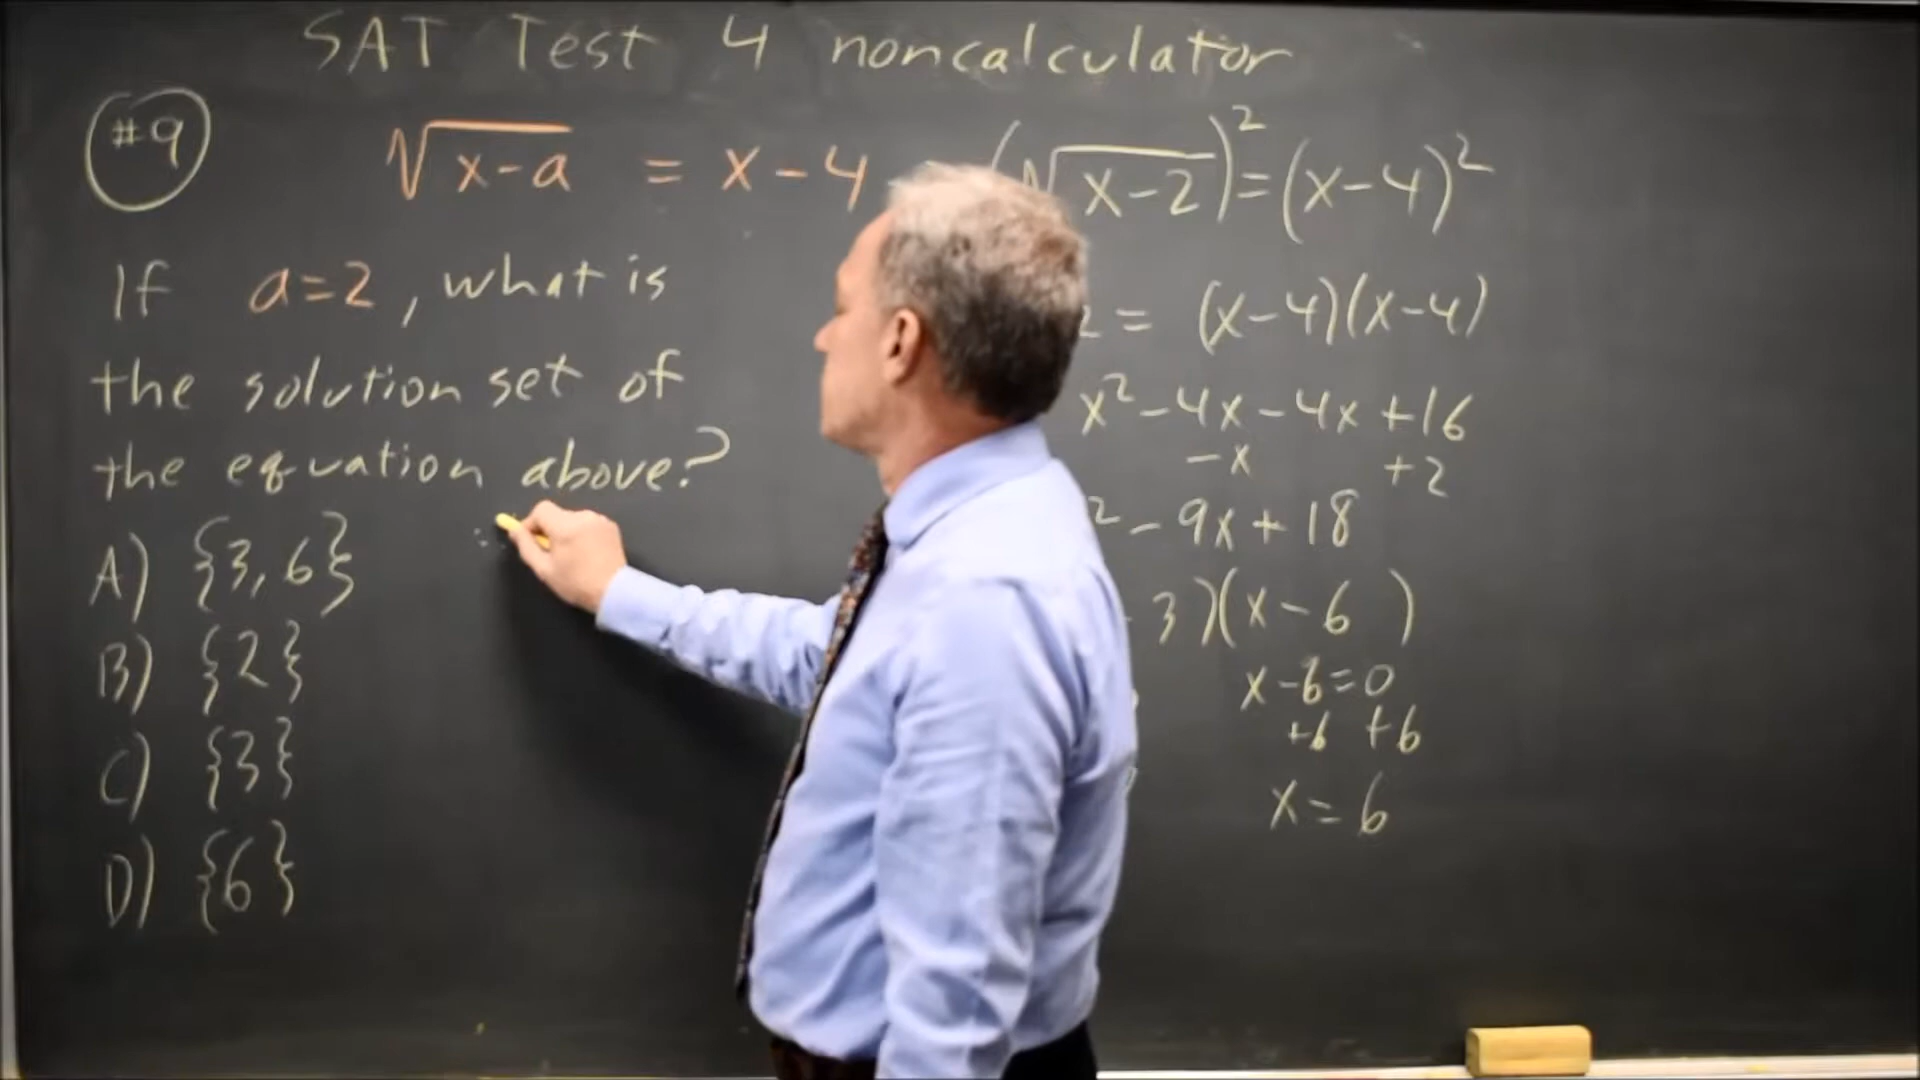 SAT Test 4 noncalculator
#9
√x-a = x-4
If a=2, what is
the solution set of
the equation above?
A) {3,6}
B) {2}
C) {3}
D) {6}
(√x-2)²=(x-4)²
2 = (x-4)(x-4)
x²-4x-4x+16
-x +2
²-9x+18
3)(x-6 )
x-6=0
+6 +6
x=6